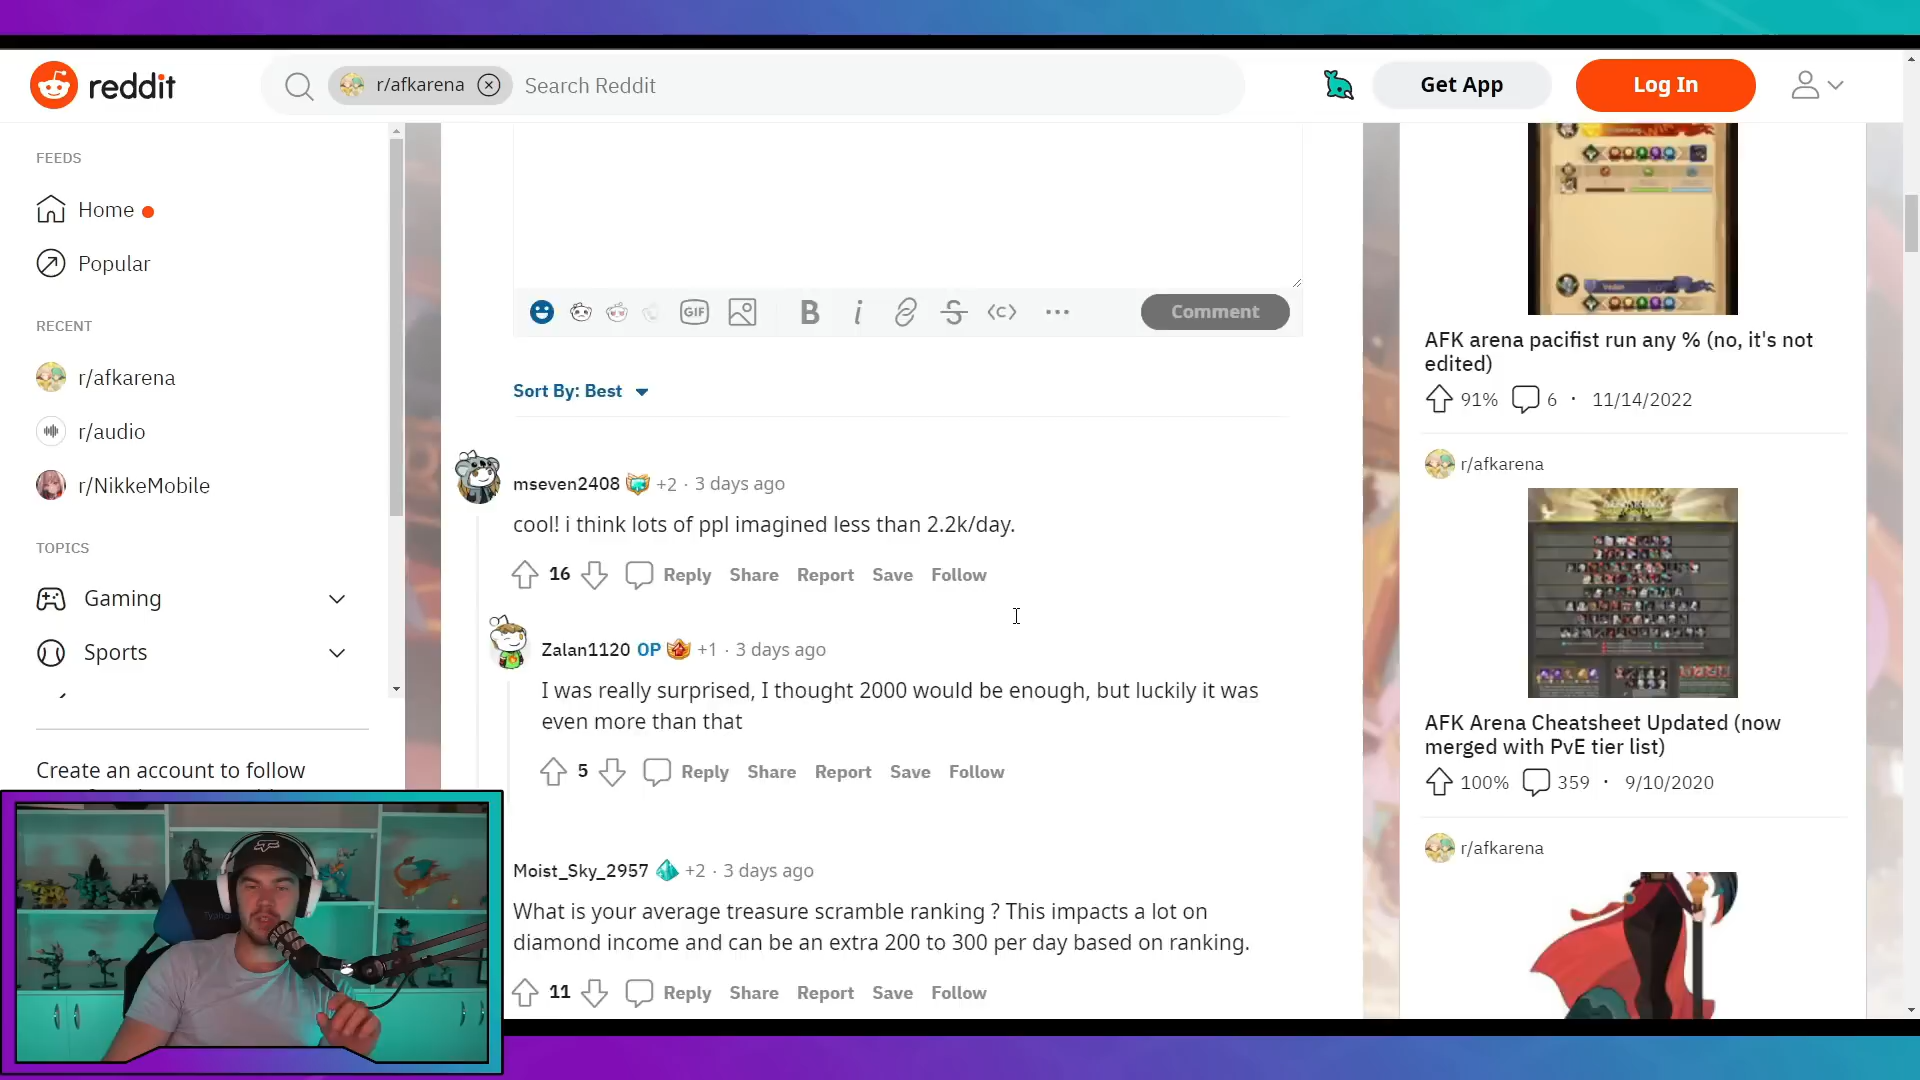 reddit
r/afkarena
Search Reddit
Get App
Log In
FEEDS
Home
Popular
RECENT
r/afkarena
r/audio
r/NikkeMobile
TOPICS
Gaming
Sports
Create an account to follow
GIF
B
i
Comment
Sort By: Best
mseven2408 +2 · 3 days ago
cool! i think lots of ppl imagined less than 2.2k/day.
16 Reply Share Report Save Follow
Zalan1120 OP +1 · 3 days ago
I was really surprised, I thought 2000 would be enough, but luckily it was
even more than that
5 Reply Share Report Save Follow
Moist_Sky_2957 +2 · 3 days ago
What is your average treasure scramble ranking ? This impacts a lot on
diamond income and can be an extra 200 to 300 per day based on ranking.
11 Reply Share Report Save Follow
AFK arena pacifist run any % (no, it's not
edited)
91% 6 · 11/14/2022
r/afkarena
AFK Arena Cheatsheet Updated (now
merged with PvE tier list)
100% 359 · 9/10/2020
r/afkarena